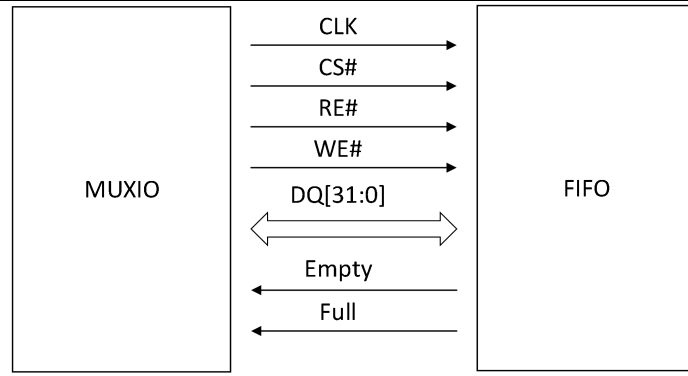 CLK
CS#
RE#
WE#
MUXIO
DQ[31:0]
FIFO
Empty
Full